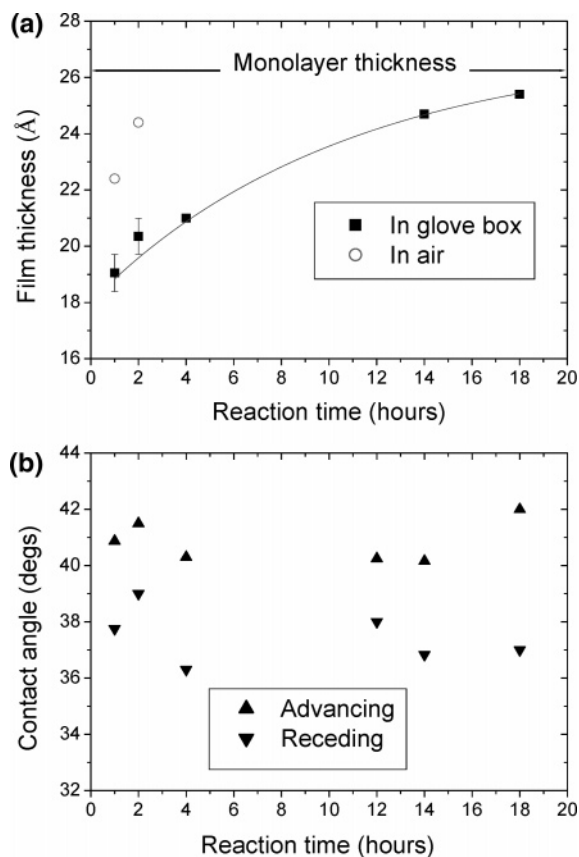 (a)
28
26
24
22
20
18
16
Film thickness (Å)
Monolayer thickness
In glove box
In air
0 2 4 6 8 10 12 14 16 18 20
Reaction time (hours)
(b)
44
42
40
38
36
34
32
Contact angle (degs)
Advancing
Receding
0 2 4 6 8 10 12 14 16 18 20
Reaction time (hours)